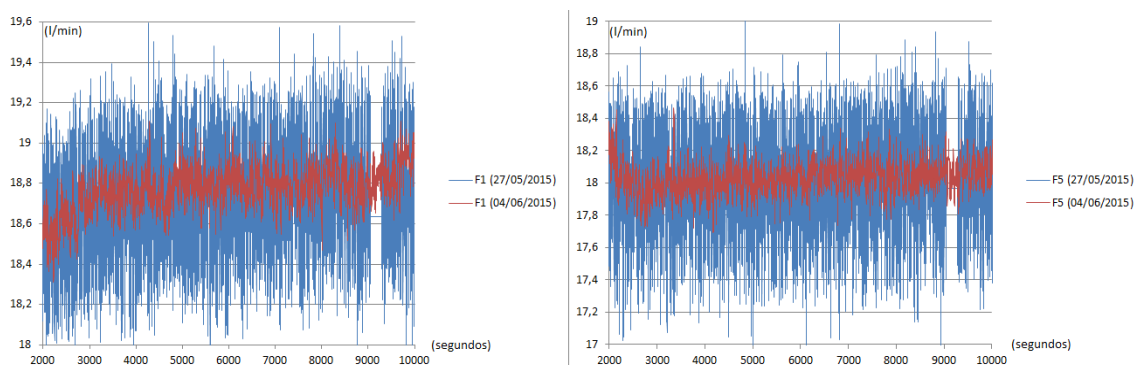 19,6
(l/min)
19,4
19,2
19
18,8
18,6
18,4
18,2
18
2000 3000 4000 5000 6000 7000 8000 9000 10000
(segundos)
F1 (27/05/2015)
F1 (04/06/2015)
19
(l/min)
18,8
18,6
18,4
18,2
18
17,8
17,6
17,4
17,2
17
2000 3000 4000 5000 6000 7000 8000 9000 10000
(segundos)
F5 (27/05/2015)
F5 (04/06/2015)